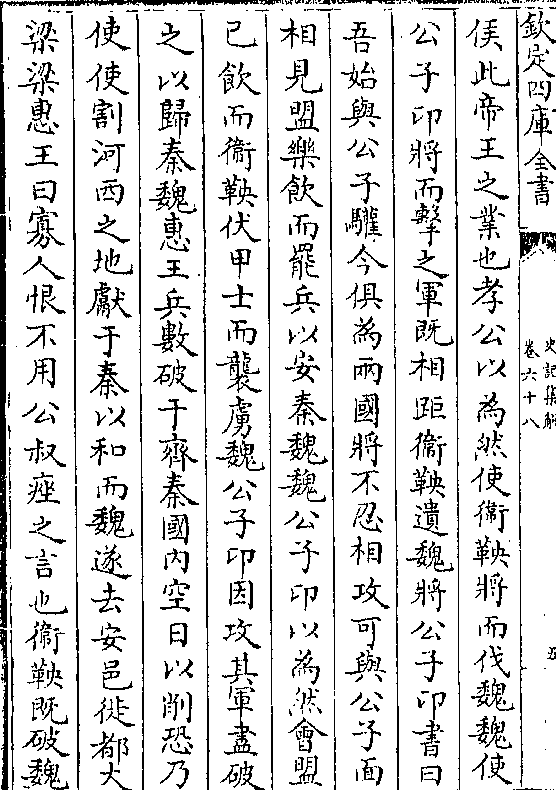 欽定四庫全書
史記集解
卷六十八
五
侯此帝王之業也孝公以為然使衞鞅將而伐魏魏使
公子卬將而擊之軍既相距衞鞅遺魏將公子卬書曰
吾始與公子驩今俱為兩國將不忍相攻可與公子面
相見盟樂飲而罷兵以安秦魏魏公子卬以為然會盟
已飲而衞鞅伏甲士而襲虜魏公子卬因攻其軍盡破
之以歸秦魏惠王兵數破于齊秦國内空日以削恐乃
使使割河西之地獻于秦以和而魏遂去安邑徙都大
梁梁惠王曰寡人恨不用公叔痤之言也衞鞅既破魏